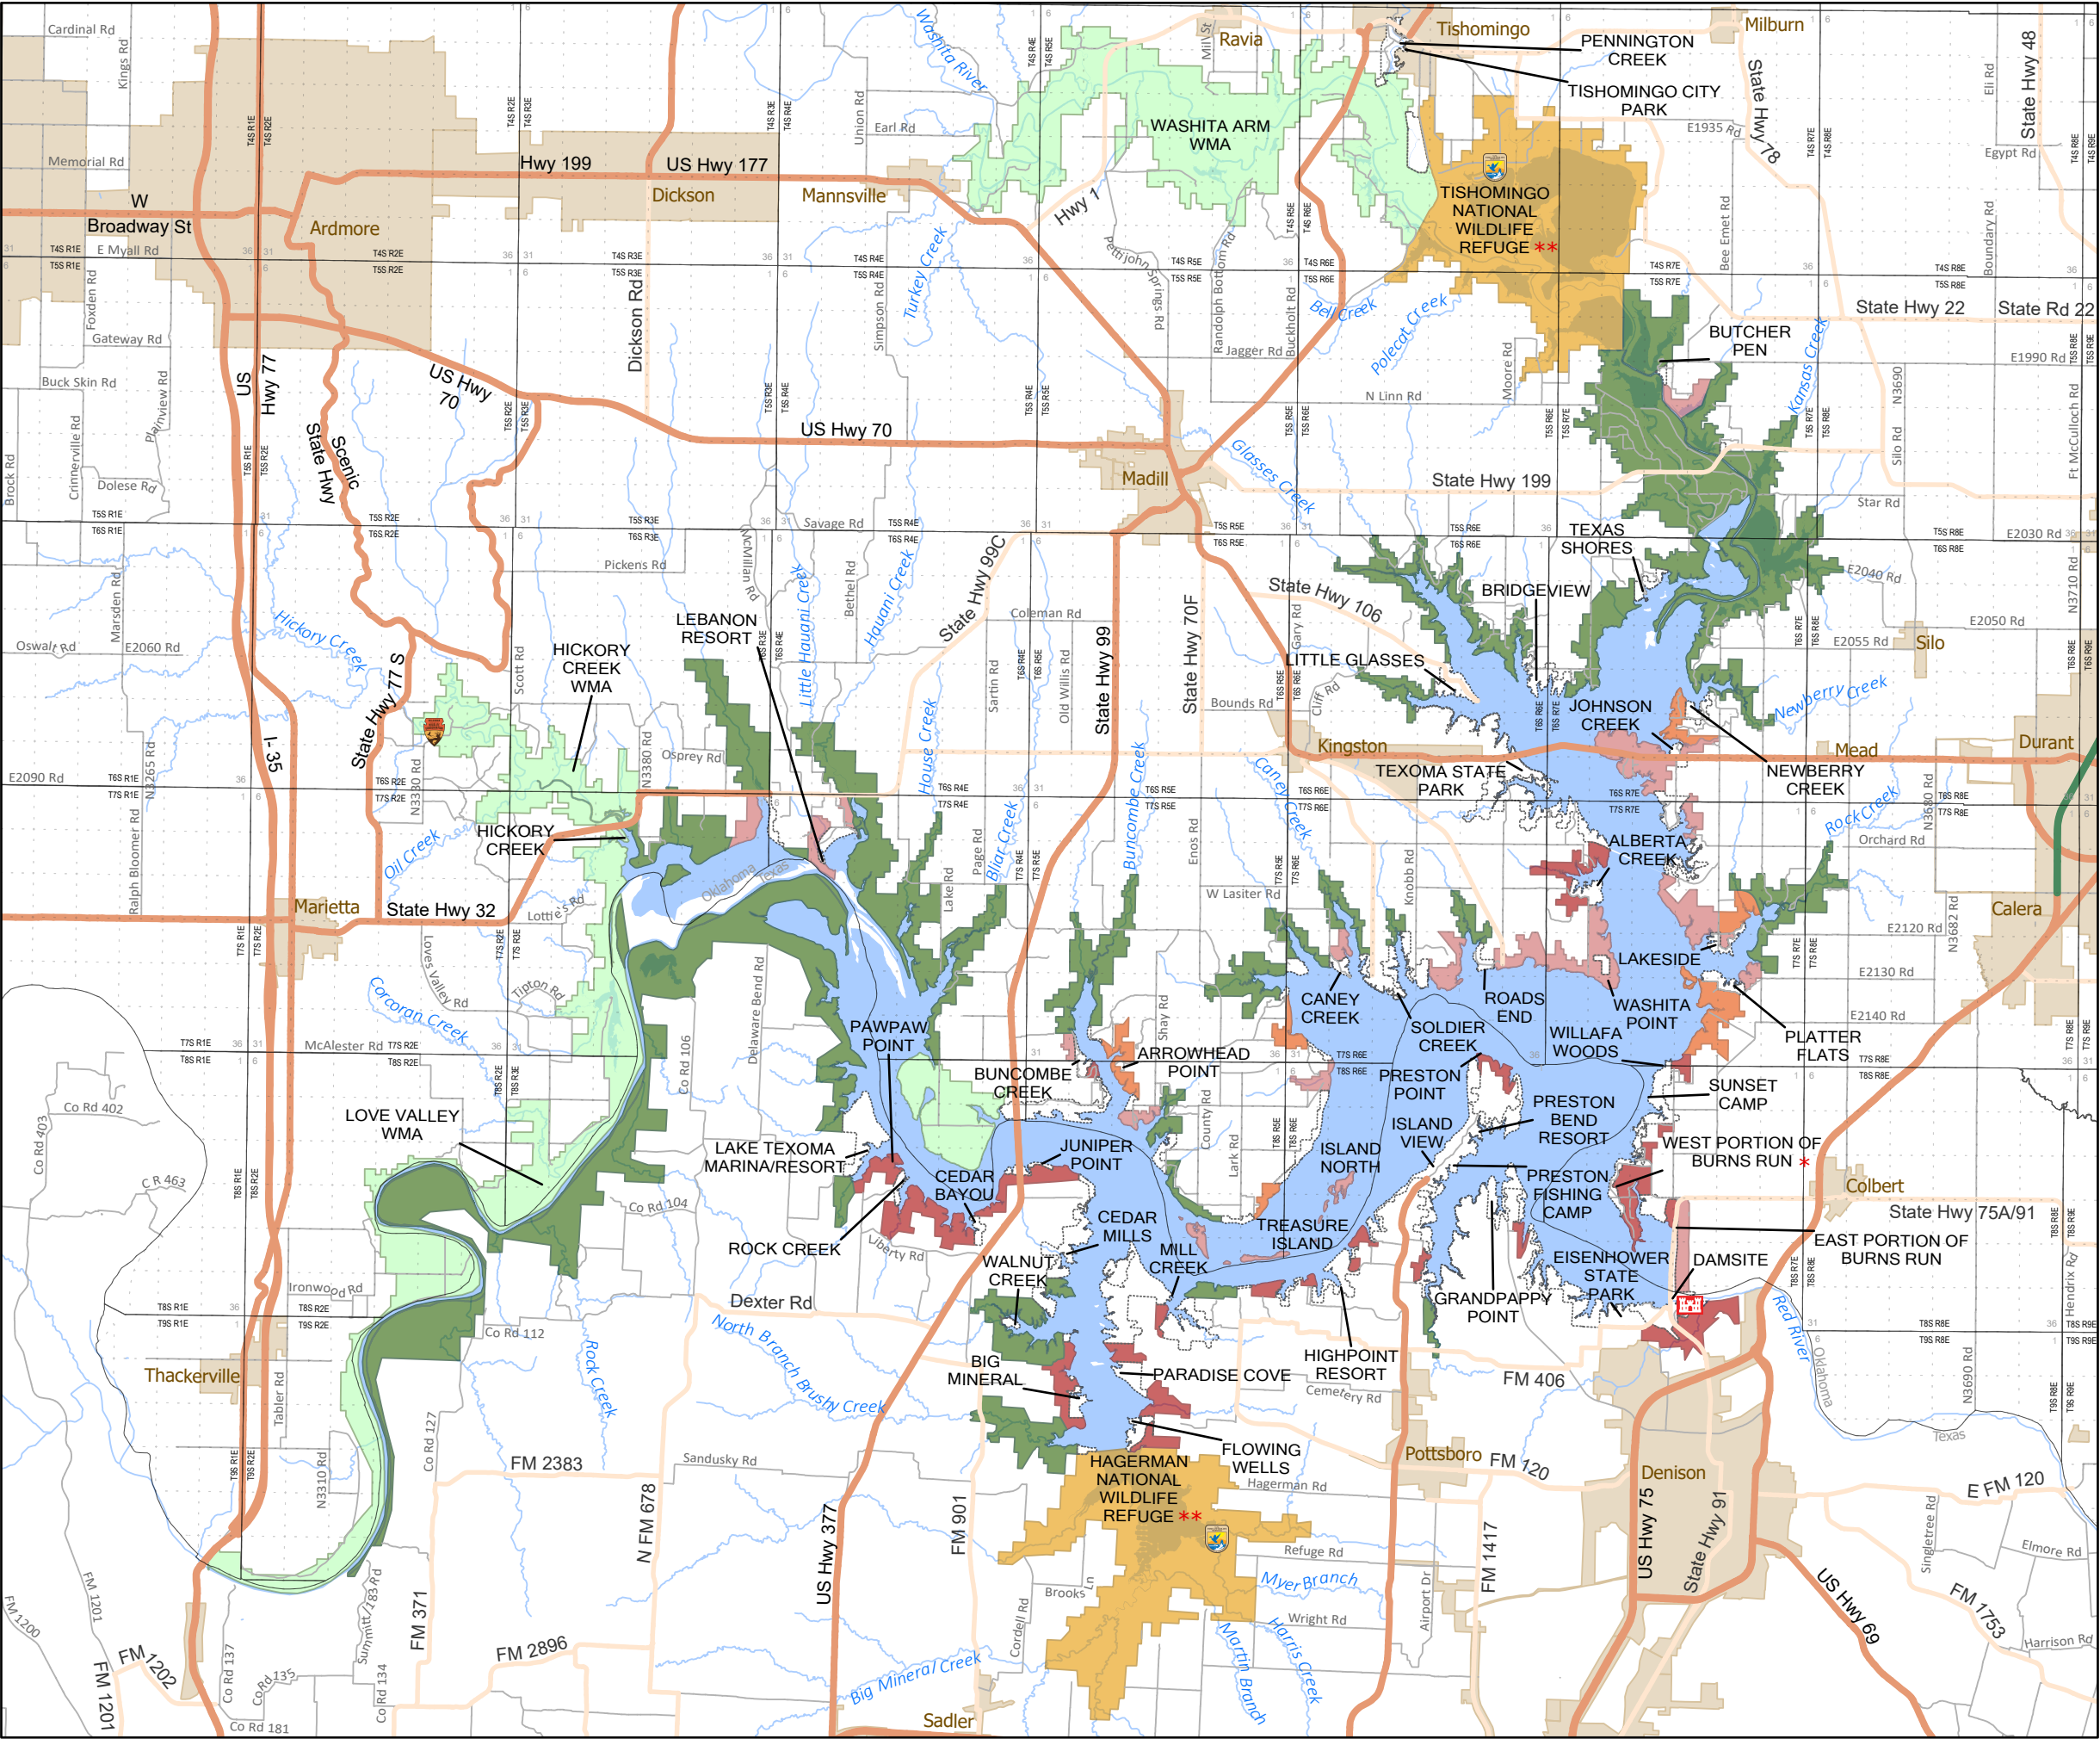 Cardinal Rd
Kings Rd
Washita River
Mill St
Ravia
Tishomingo
Milburn
PENNINGTON
CREEK
TISHOMINGO CITY
PARK
State Hwy 78
State Hwy 48
Eli Rd
Union Rd
Earl Rd
WASHITA ARM
WMA
E1935 Rd
Egypt Rd
Memorial Rd
Hwy 199
US Hwy 177
Dickson
Mannsville
Hwy 1
TISHOMINGO
NATIONAL
WILDLIFE
REFUGE **
W
Broadway St
Ardmore
E Myall Rd
Foxden Rd
Gateway Rd
Buck Skin Rd
Plainview Rd
Crinnerville Rd
Brock Rd
Dolese Rd
US
Hwy 77
Scenic
State Hwy
US Hwy
70
Dickson Rd
Simpson Rd
Turkey Creek
Pettijohn Springs Rd
Randolph Bottom Rd
Buckholt Rd
Jagger Rd
Bell Creek
Polecat Creek
Moore Rd
N Linn Rd
Bee Emet Rd
Boundary Rd
State Hwy 22
State Rd 22
BUTCHER
PEN
Kansas Creek
E1990 Rd
N3690
Silo Rd
Ft McCulloch Rd
US Hwy 70
Madill
Glasses Creek
State Hwy 199
Star Rd
E2030 Rd
Savage Rd
Pickens Rd
McMillan Rd
Bethel Rd
Little Hauani Creek
Hauani Creek
State Hwy 99C
Coleman Rd
State Hwy 99
State Hwy 70F
State Hwy 106
Gary Rd
TEXAS
SHORES
BRIDGEVIEW
E2040 Rd
N3710 Rd
E2050 Rd
E2055 Rd
Silo
Marsden Rd
Oswalt Rd
E2060 Rd
Hickory Creek
State Hwy 77 S
Scott Rd
HICKORY
CREEK
WMA
LEBANON
RESORT
Sartin Rd
Old Willis Rd
LITTLE GLASSES
Bounds Rd
Cliff Rd
JOHNSON
CREEK
Newberry Creek
E2090 Rd
N3265 Rd
I-35
N3330 Rd
N3380 Rd
Osprey Rd
House Creek
Buncombe Creek
Caney Creek
Kingston
TEXOMA STATE
PARK
NEWBERRY
CREEK
Mead
Durant
Rock Creek
N3680 Rd
Orchard Rd
Ralph Bloomer Rd
Oil Creek
HICKORY
CREEK
Oklahoma
Texas
Page Rd
Lake Rd
Briar Creek
Enos Rd
W Lasiter Rd
Knobb Rd
ALBERTA
CREEK
Marietta
State Hwy 32
Lottie's Rd
Calera
E2120 Rd
N3682 Rd
LAKESIDE
E2130 Rd
Loves Valley Rd
Tipton Rd
Corcoran Creek
McAlester Rd
Co Rd 106
Delaware Bend Rd
PAWPAW
POINT
Shay Rd
CANEY
CREEK
SOLDIER
CREEK
ROADS
END
WASHITA
POINT
E2140 Rd
PLATTER
FLATS
WILLAFA
WOODS
BUNCOMBE
CREEK
ARROWHEAD
POINT
PRESTON
POINT
SUNSET
CAMP
Co Rd 402
Co Rd 403
C R 463
LOVE VALLEY
WMA
LAKE TEXOMA
MARINA/RESORT
County Rd
Lark Rd
JUNIPER
POINT
CEDAR
BAYOU
ISLAND
NORTH
ISLAND
VIEW
PRESTON
BEND
RESORT
WEST PORTION OF
BURNS RUN *
Colbert
State Hwy 75A/91
Co Rd 104
ROCK CREEK
Liberty Rd
CEDAR
MILLS
TREASURE
ISLAND
PRESTON
FISHING
CAMP
EAST PORTION OF
BURNS RUN
Hendrix Rd
Ironwood Rd
WALNUT
CREEK
MILL
CREEK
GRANDPAPPY
POINT
EISENHOWER
STATE
PARK
DAMSITE
Dexter Rd
Co Rd 112
Rock Creek
North Branch Brushy Creek
Red River
Oklahoma
Texas
Thackerville
Tabler Rd
N3310 Rd
BIG
MINERAL
PARADISE COVE
HIGHPOINT
RESORT
Cemetery Rd
FM 406
N3690 Rd
Co Rd 127
FM 2383
Sandusky Rd
FLOWING
WELLS
HAGERMAN
NATIONAL
WILDLIFE
REFUGE **
Hagerman Rd
Pottsboro
FM 120
Denison
US Hwy 75
State Hwy 91
E FM 120
N FM 678
US Hwy 377
FM 901
Refuge Rd
Myer Branch
Wright Rd
Airport Dr
FM 1417
Singletree Rd
Elmore Rd
US Hwy 69
FM 1753
Harrison Rd
FM 1200
FM 1201
FM 1202
FM 1201
Co Rd 137
Co Rd 135
Co Rd 134
Co Rd 181
Summitt/183 Rd
FM 371
FM 2896
Brooks Ln
Cordell Rd
Big Mineral Creek
Martin Branch
Harris Creek
Sadler